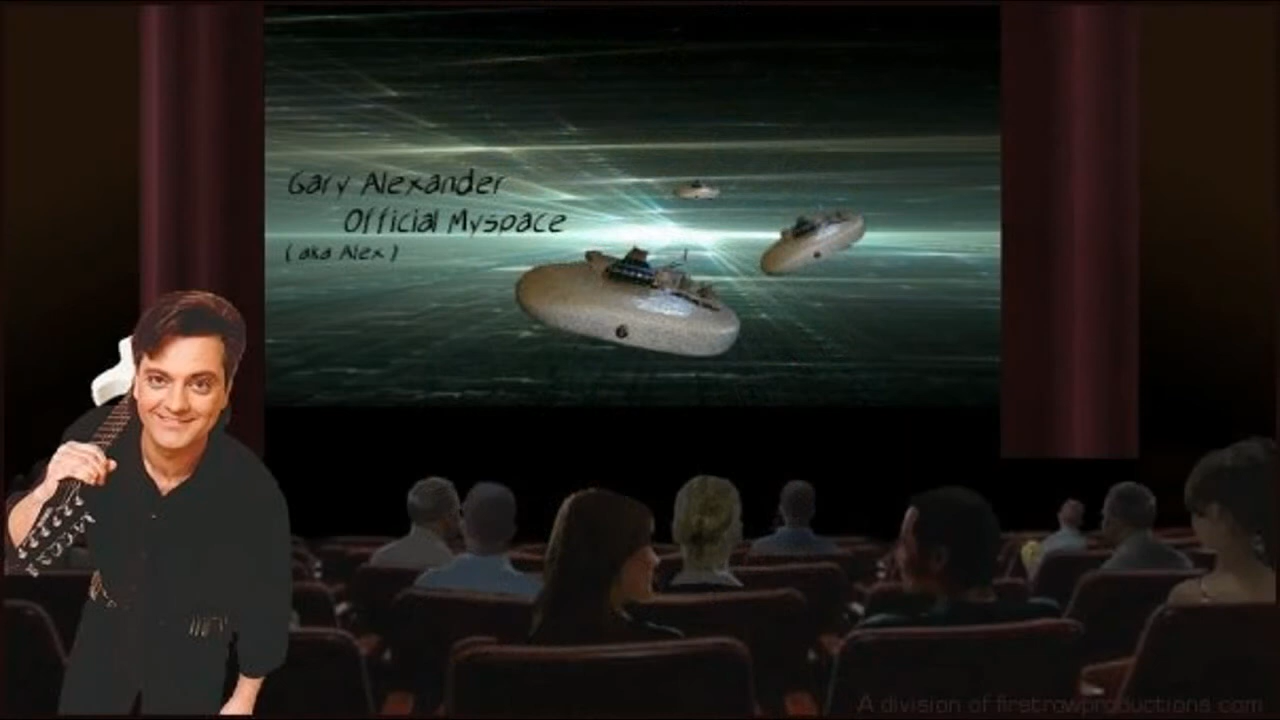 Gary Alexander
Official Myspace
( aka Alex )
A division of firstrowproductions.com